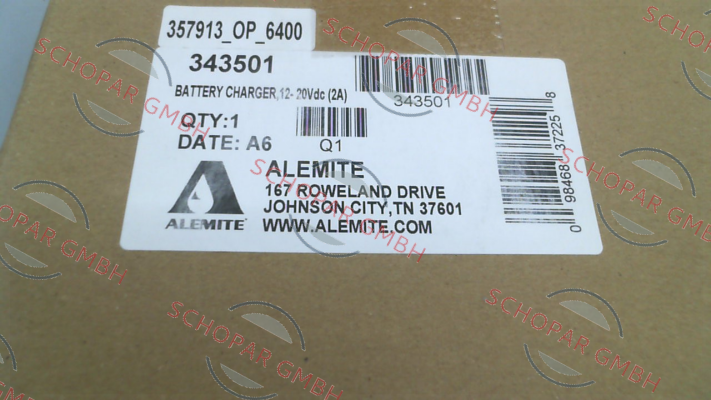 357913_OP_6400
343501
BATTERY CHARGER,12- 20Vdc (2A)
343501
QTY:1
DATE: A6
Q1
ALEMITE
167 ROWELAND DRIVE
JOHNSON CITY,TN 37601
WWW.ALEMITE.COM
ALEMITE
0 98468 37225 8
SCHOPAR GMBH
SCHOPAR GMBH
SCHOPAR GMBH
SCHOPAR GMBH
SCHOPAR GMBH
SCHOPAR GMBH
SCHOPAR GMBH